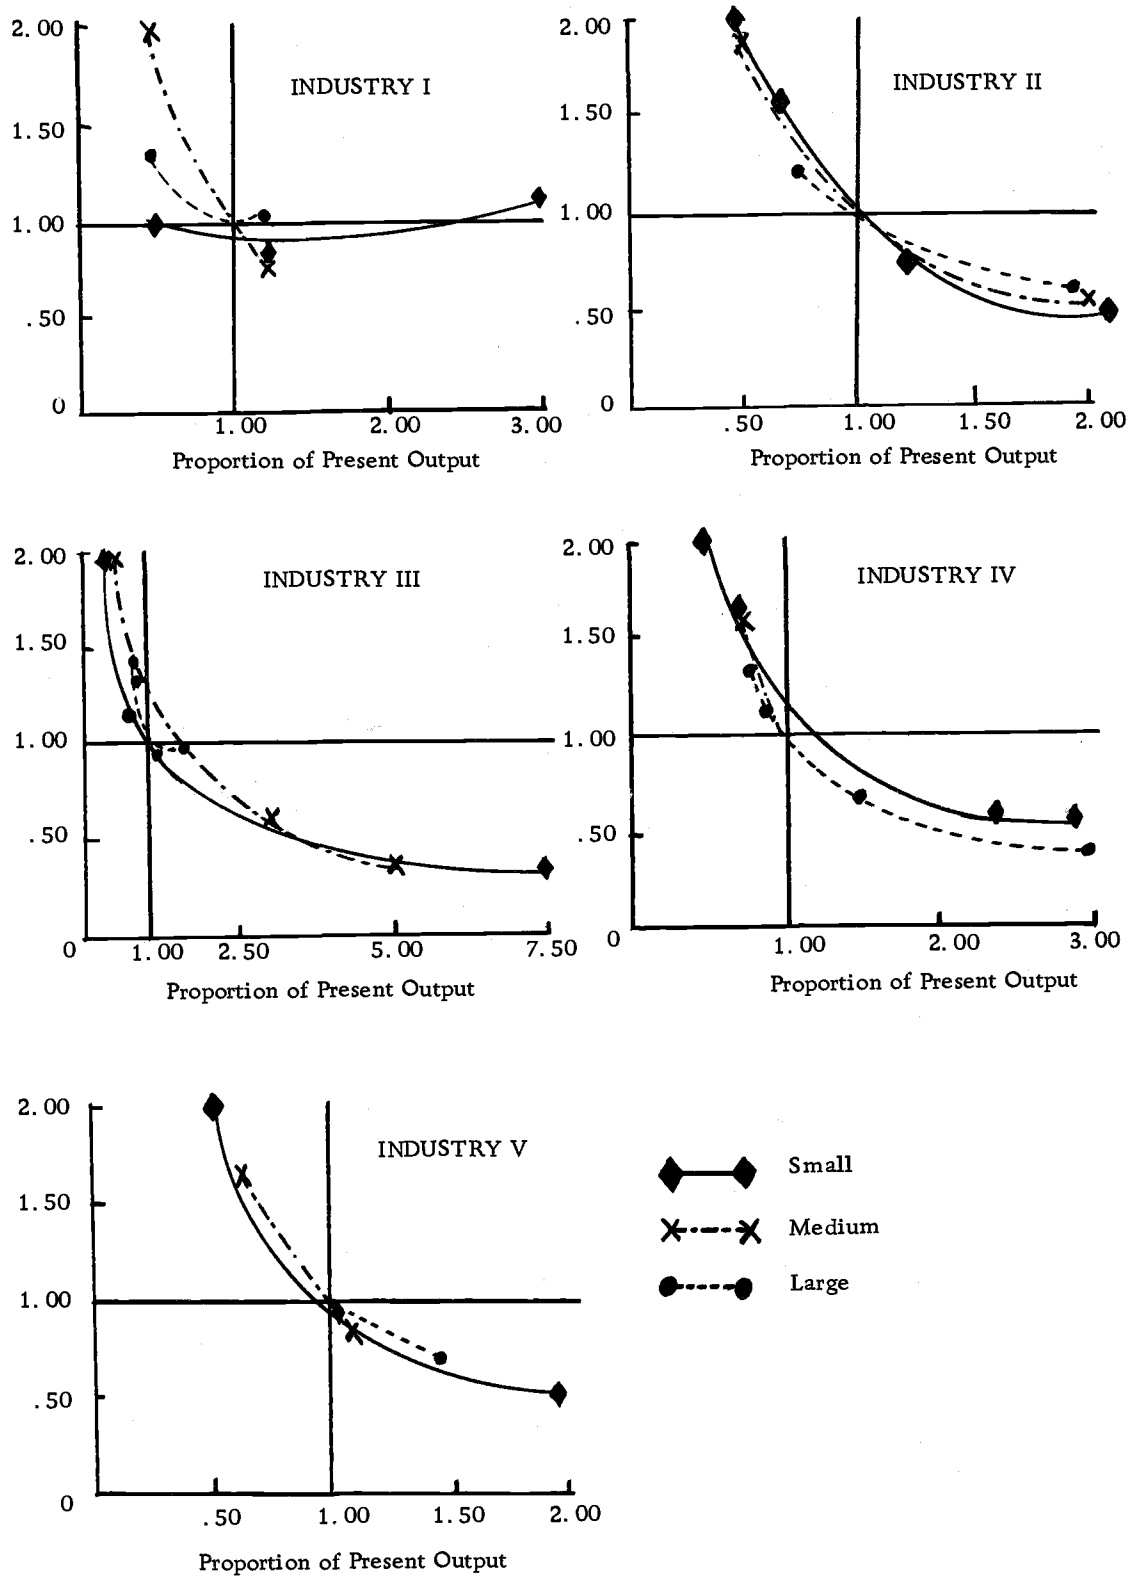 INDUSTRY I
2.00
1.50
1.00
.50
0
1.00 2.00 3.00
Proportion of Present Output
INDUSTRY II
2.00
1.50
1.00
.50
0
.50 1.00 1.50 2.00
Proportion of Present Output
INDUSTRY III
2.00
1.50
1.00
.50
0 1.00 2.50 5.00 7.50
Proportion of Present Output
INDUSTRY IV
2.00
1.50
1.00
.50
0 1.00 2.00 3.00
Proportion of Present Output
INDUSTRY V
2.00
1.50
1.00
.50
0
.50 1.00 1.50 2.00
Proportion of Present Output
Small
Medium
Large